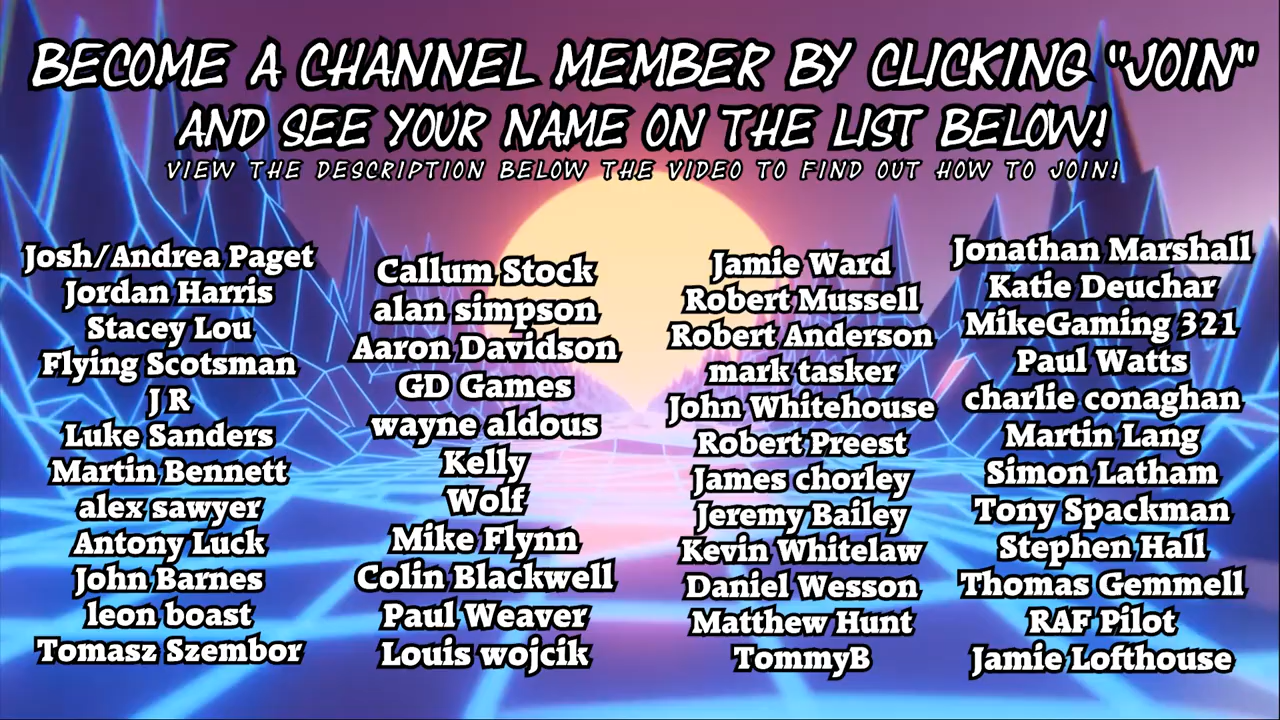 BECOME A CHANNEL MEMBER BY CLICKING "JOIN"
AND SEE YOUR NAME ON THE LIST BELOW!
VIEW THE DESCRIPTION BELOW THE VIDEO TO FIND OUT HOW TO JOIN!
Josh/Andrea Paget
Jordan Harris
Stacey Lou
Flying Scotsman
J R
Luke Sanders
Martin Bennett
alex sawyer
Antony Luck
John Barnes
leon boast
Tomasz Szembor
Callum Stock
alan simpson
Aaron Davidson
GD Games
wayne aldous
Kelly
Wolf
Mike Flynn
Colin Blackwell
Paul Weaver
Louis wojcik
Jamie Ward
Robert Mussell
Robert Anderson
mark tasker
John Whitehouse
Robert Preest
James chorley
Jeremy Bailey
Kevin Whitelaw
Daniel Wesson
Matthew Hunt
TommyB
Jonathan Marshall
Katie Deuchar
MikeGaming 321
Paul Watts
charlie conaghan
Martin Lang
Simon Latham
Tony Spackman
Stephen Hall
Thomas Gemmell
RAF Pilot
Jamie Lofthouse